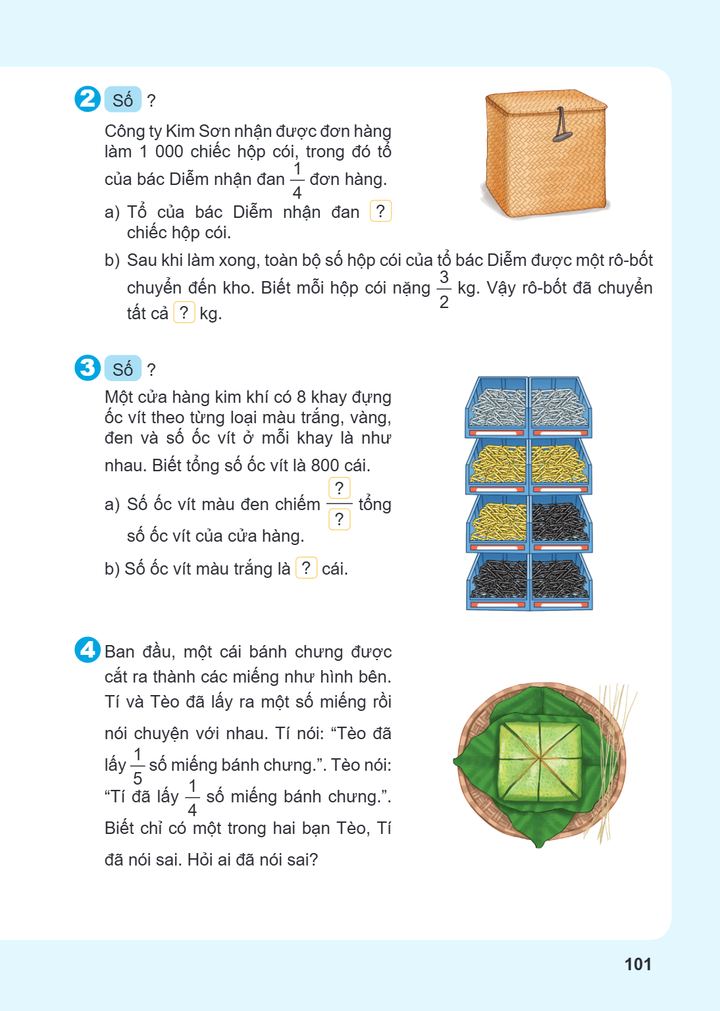 2 Số ?
Công ty Kim Sơn nhận được đơn hàng
làm 1 000 chiếc hộp cói, trong đó tổ
của bác Diễm nhận đan 1/4 đơn hàng.
a) Tổ của bác Diễm nhận đan ?
chiếc hộp cói.
b) Sau khi làm xong, toàn bộ số hộp cói của tổ bác Diễm được một rô-bốt
chuyển đến kho. Biết mỗi hộp cói nặng 3/2 kg. Vậy rô-bốt đã chuyển
tất cả ? kg.
3 Số ?
Một cửa hàng kim khí có 8 khay đựng
ốc vít theo từng loại màu trắng, vàng,
đen và số ốc vít ở mỗi khay là như
nhau. Biết tổng số ốc vít là 800 cái.
a) Số ốc vít màu đen chiếm ?/? tổng
số ốc vít của cửa hàng.
b) Số ốc vít màu trắng là ? cái.
4 Ban đầu, một cái bánh chưng được
cắt ra thành các miếng như hình bên.
Tí và Tèo đã lấy ra một số miếng rồi
nói chuyện với nhau. Tí nói: “Tèo đã
lấy 1/5 số miếng bánh chưng.”. Tèo nói:
“Tí đã lấy 1/4 số miếng bánh chưng.”.
Biết chỉ có một trong hai bạn Tèo, Tí
đã nói sai. Hỏi ai đã nói sai?
101